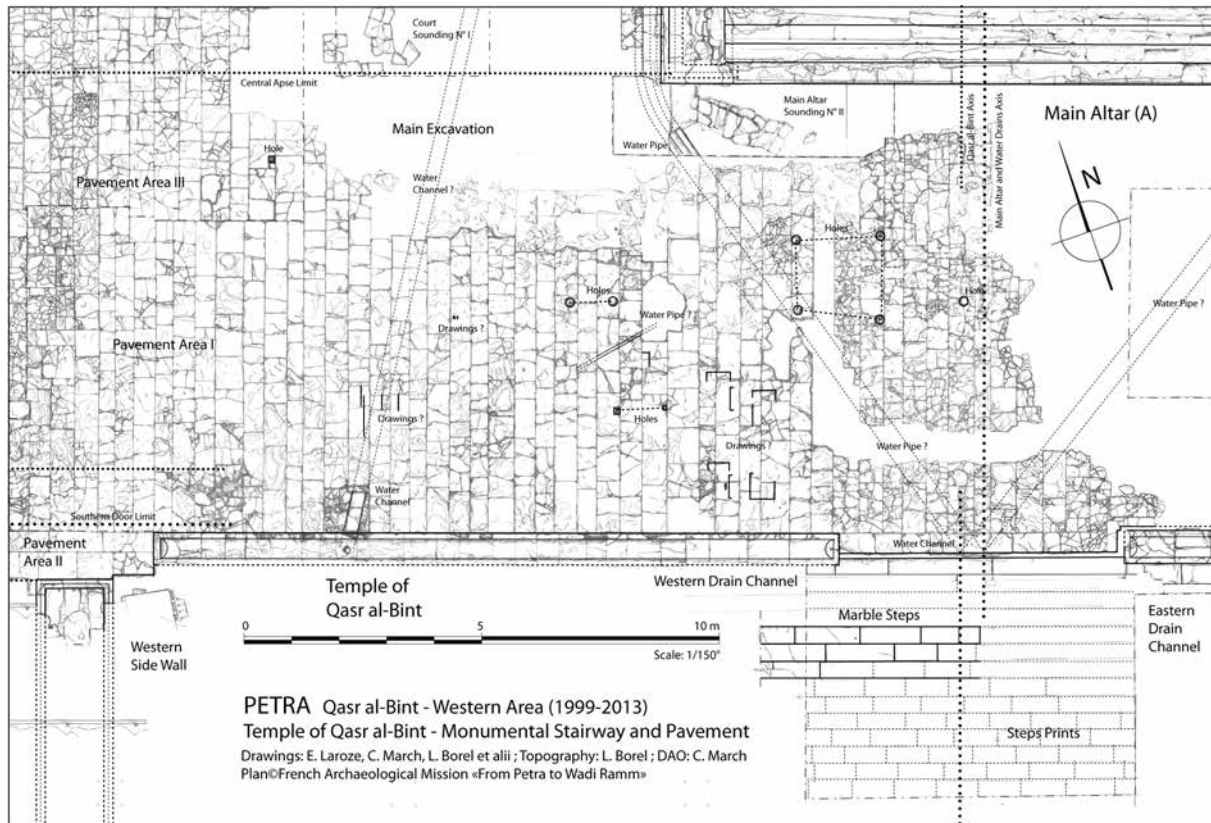 Court
Sounding N° I
Central Apse Limit
Main Excavation
Main Altar
Sounding N° II
Qasr al-Bint Axis
Main Altar and Water Drains Axis
Main Altar (A)
N
Hole
Water Pipe
Pavement Area III
Water
Channel ?
Holes
Hole
Water Pipe ?
Holes
Water Pipe ?
Drawings ?
Pavement Area I
Drawings ?
Holes
Drawings ?
Water Pipe ?
Water
Channel
Southern Door Limit
Pavement
Area II
Water Channel
Temple of
Qasr al-Bint
Western Drain Channel
Marble Steps
Eastern
Drain
Channel
Western
Side Wall
0 5 10 m
Scale: 1/150°
PETRA Qasr al-Bint - Western Area (1999-2013)
Temple of Qasr al-Bint - Monumental Stairway and Pavement
Steps Prints
Drawings: E. Laroze, C. March, L. Borel et alii ; Topography: L. Borel ; DAO: C. March
Plan©French Archaeological Mission «From Petra to Wadi Ramm»